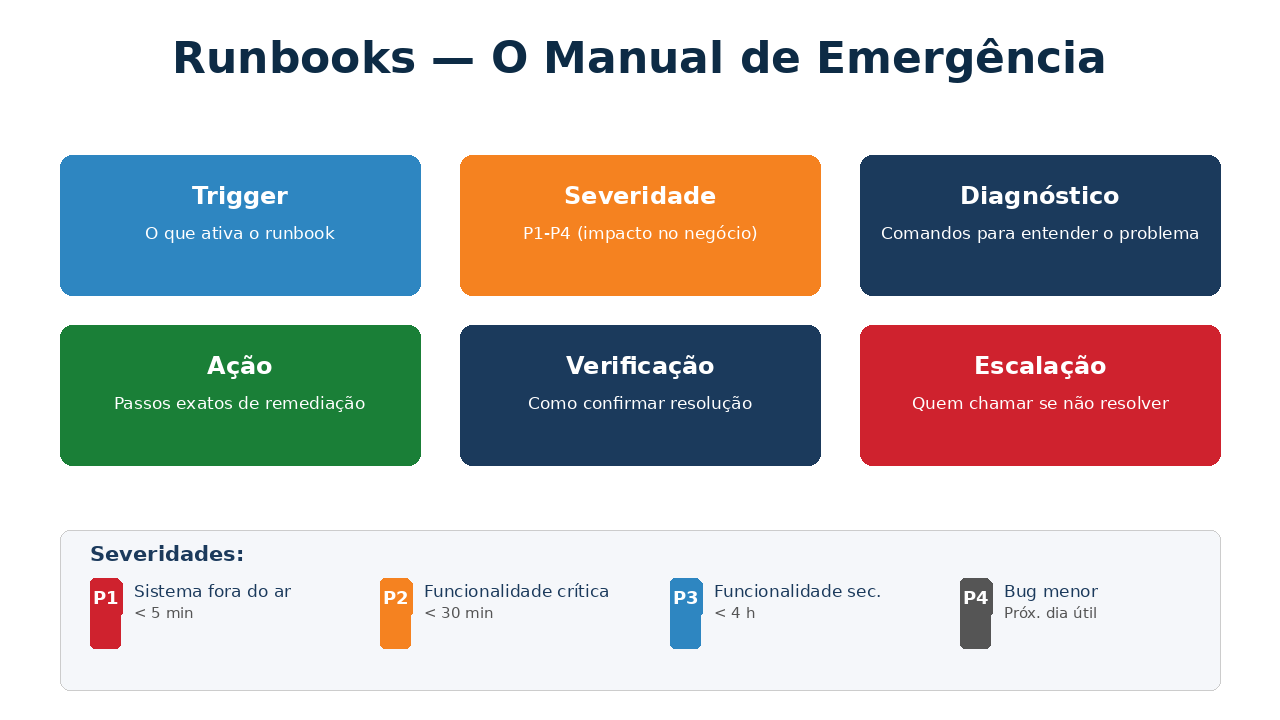 Runbooks — O Manual de Emergência
Trigger
O que ativa o runbook
Severidade
P1-P4 (impacto no negócio)
Diagnóstico
Comandos para entender o problema
Ação
Passos exatos de remediação
Verificação
Como confirmar resolução
Escalação
Quem chamar se não resolver
Severidades:
P1
Sistema fora do ar
< 5 min
P2
Funcionalidade crítica
< 30 min
P3
Funcionalidade sec.
< 4 h
P4
Bug menor
Próx. dia útil